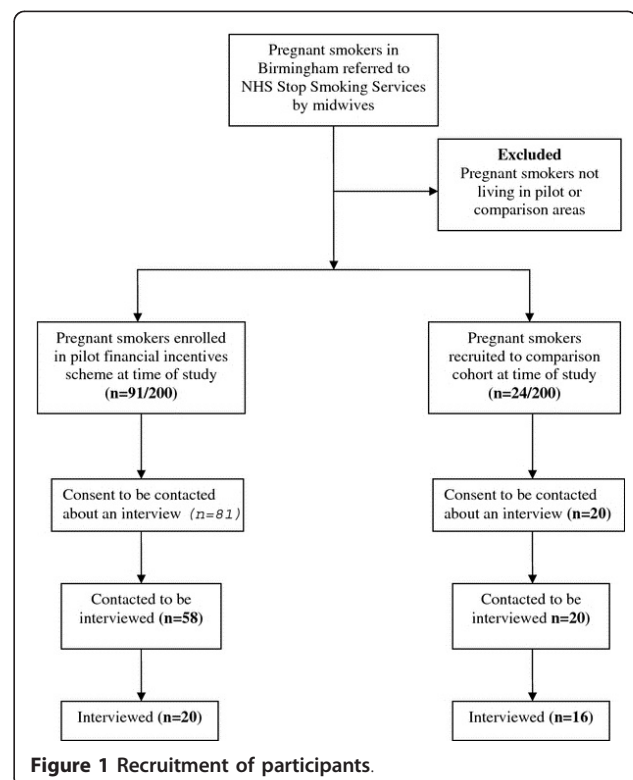 Pregnant smokers in
Birmingham referred to
NHS Stop Smoking Services
by midwives
Excluded
Pregnant smokers not
living in pilot or
comparison areas
Pregnant smokers enrolled
in pilot financial incentives
scheme at time of study
(n=91/200)
Pregnant smokers
recruited to comparison
cohort at time of study
(n=24/200)
Consent to be contacted
about an interview (n=81)
Consent to be contacted
about an interview (n=20)
Contacted to be
interviewed (n=58)
Contacted to be
interviewed n=20)
Interviewed (n=20)
Interviewed (n=16)
Figure 1 Recruitment of participants.